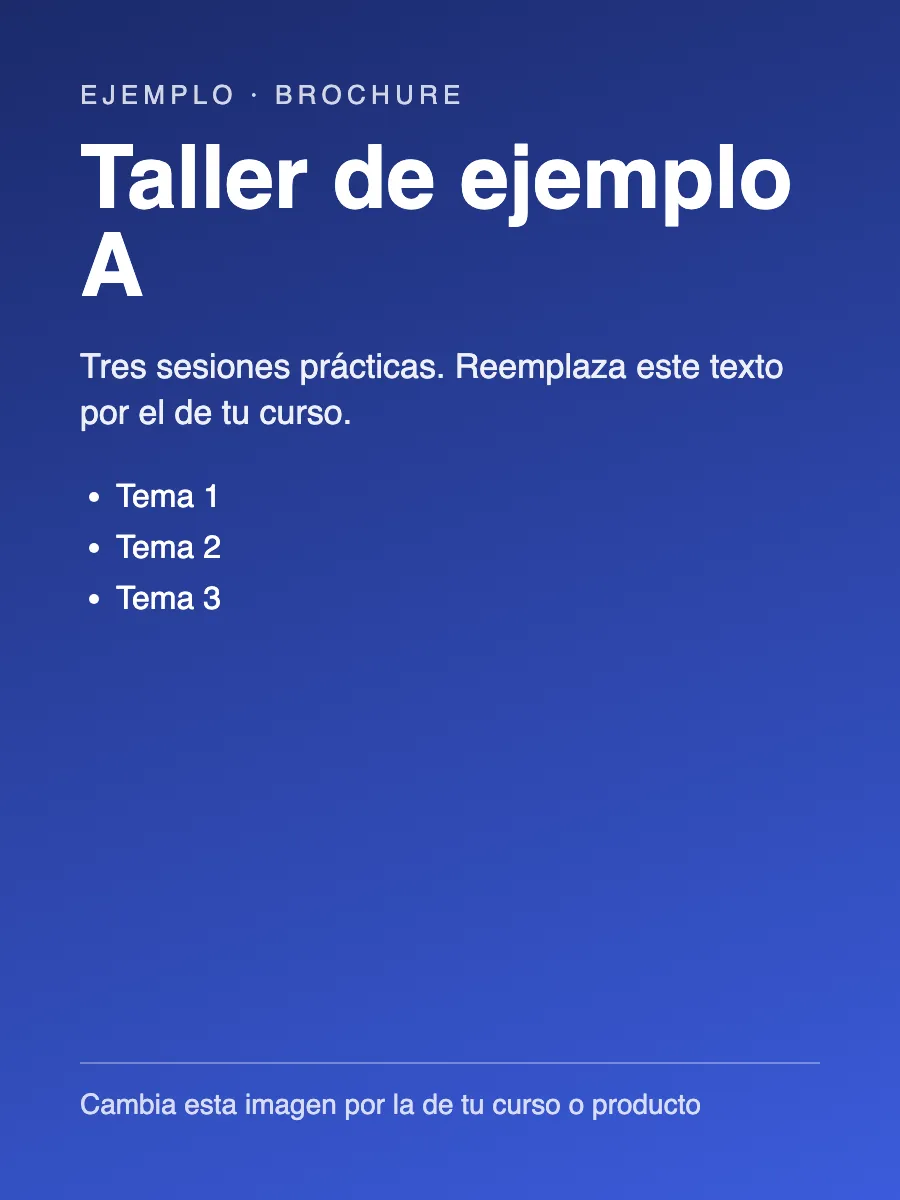 EJEMPLO · BROCHURE
Taller de ejemplo
A
Tres sesiones prácticas. Reemplaza este texto
por el de tu curso.
• Tema 1
• Tema 2
• Tema 3
Cambia esta imagen por la de tu curso o producto